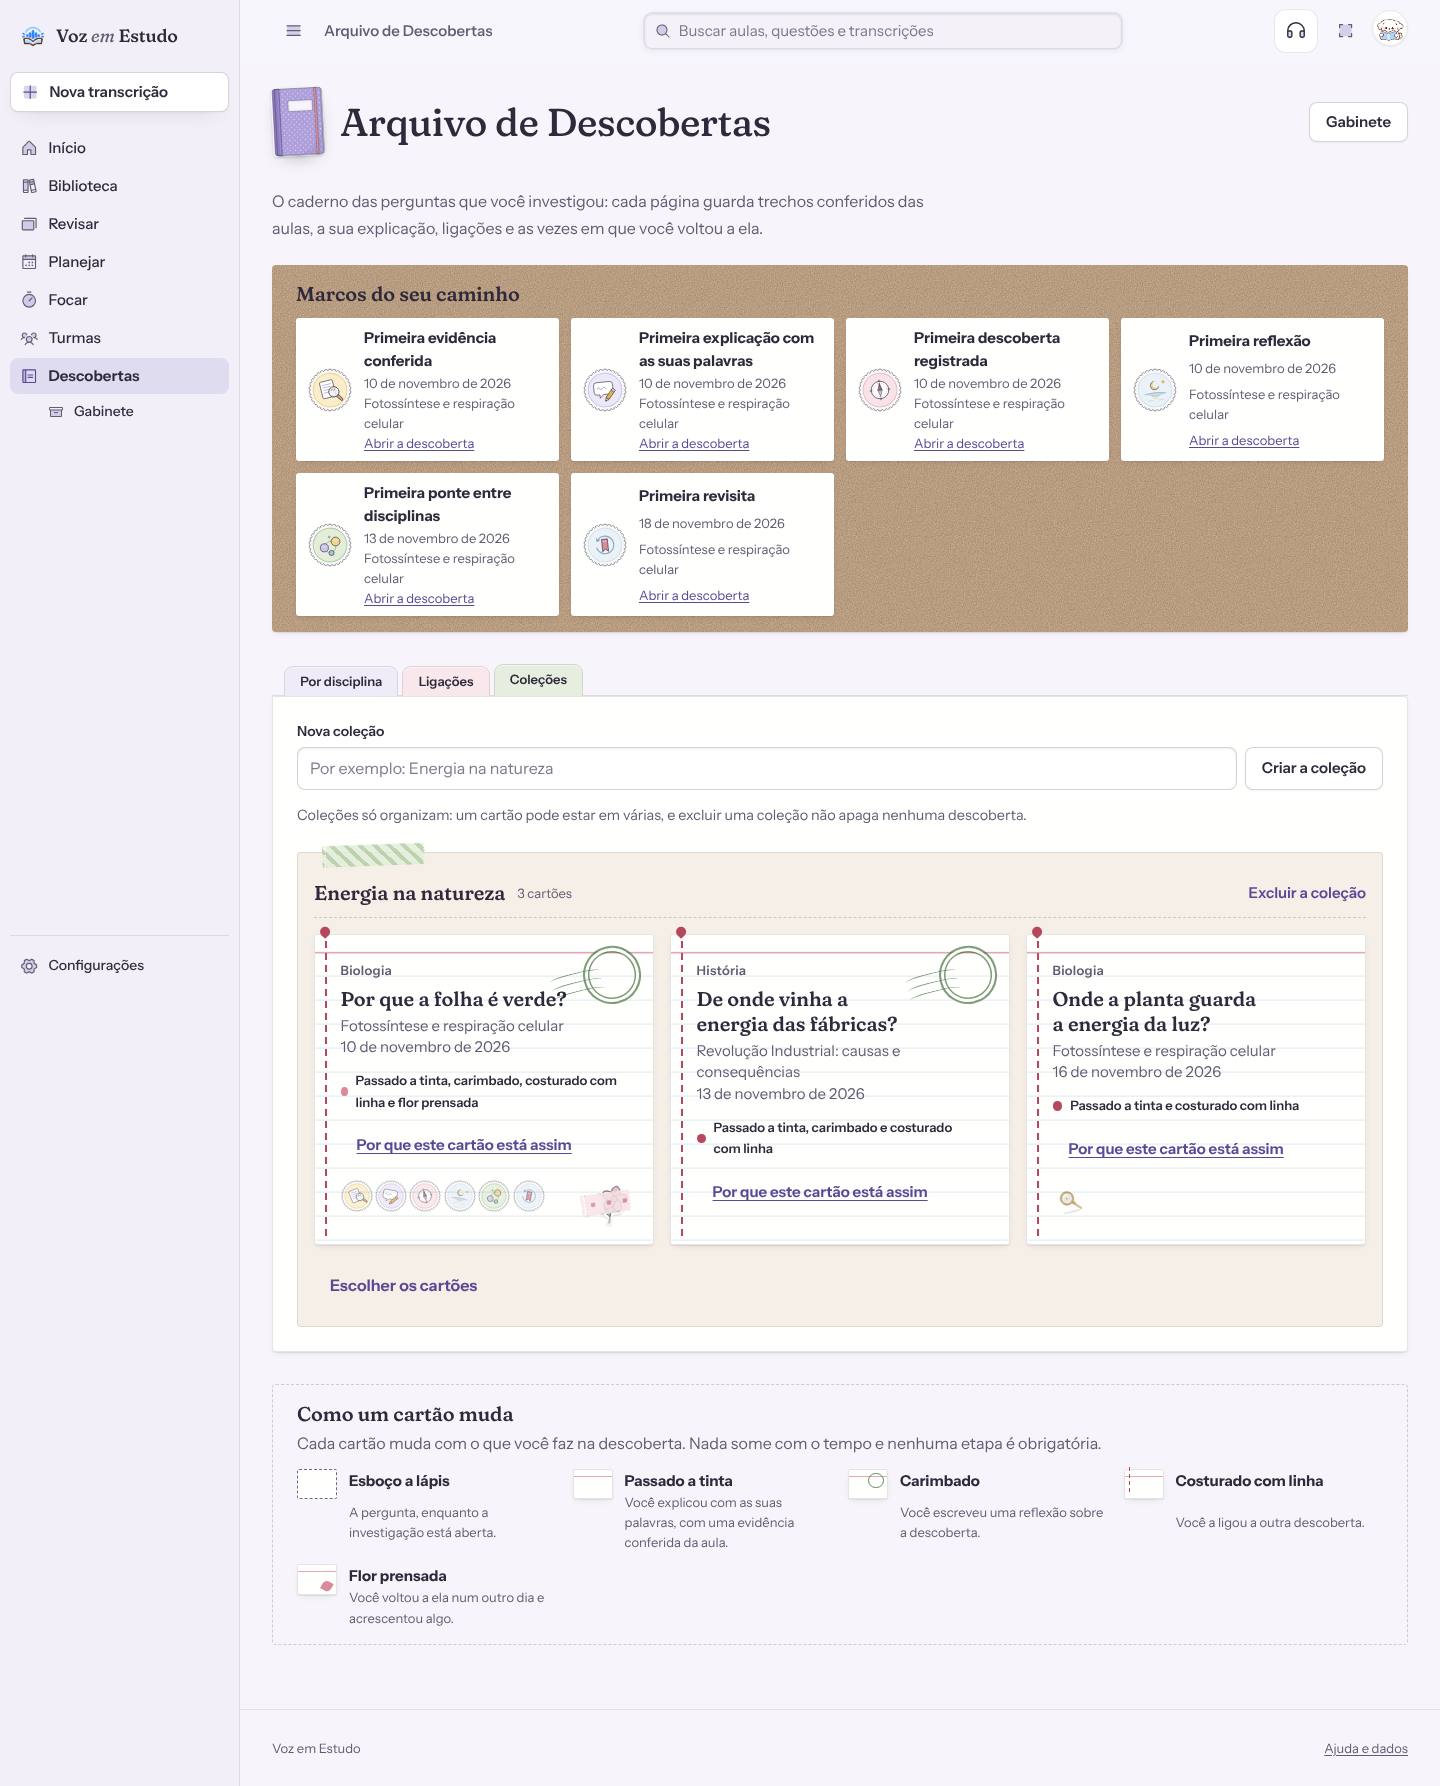 Voz em Estudo
Nova transcrição
Início
Biblioteca
Revisar
Planejar
Focar
Turmas
Descobertas
Gabinete
Configurações
Arquivo de Descobertas
Buscar aulas, questões e transcrições
Arquivo de Descobertas
Gabinete
O caderno das perguntas que você investigou: cada página guarda trechos conferidos das
aulas, a sua explicação, ligações e as vezes em que você voltou a ela.
Marcos do seu caminho
Primeira evidência
conferida
10 de novembro de 2026
Fotossíntese e respiração
celular
Abrir a descoberta
Primeira explicação com
as suas palavras
10 de novembro de 2026
Fotossíntese e respiração
celular
Abrir a descoberta
Primeira descoberta
registrada
10 de novembro de 2026
Fotossíntese e respiração
celular
Abrir a descoberta
Primeira reflexão
10 de novembro de 2026
Fotossíntese e respiração
celular
Abrir a descoberta
Primeira ponte entre
disciplinas
13 de novembro de 2026
Fotossíntese e respiração
celular
Abrir a descoberta
Primeira revisita
18 de novembro de 2026
Fotossíntese e respiração
celular
Abrir a descoberta
Por disciplina
Ligações
Coleções
Nova coleção
Por exemplo: Energia na natureza
Criar a coleção
Coleções só organizam: um cartão pode estar em várias, e excluir uma coleção não apaga nenhuma descoberta.
Energia na natureza 3 cartões
Excluir a coleção
Biologia
Por que a folha é verde?
Fotossíntese e respiração celular
10 de novembro de 2026
Passado a tinta, carimbado, costurado com
linha e flor prensada
Por que este cartão está assim
História
De onde vinha a
energia das fábricas?
Revolução Industrial: causas e
consequências
13 de novembro de 2026
Passado a tinta, carimbado e costurado
com linha
Por que este cartão está assim
Biologia
Onde a planta guarda
a energia da luz?
Fotossíntese e respiração celular
16 de novembro de 2026
Passado a tinta e costurado com linha
Por que este cartão está assim
Escolher os cartões
Como um cartão muda
Cada cartão muda com o que você faz na descoberta. Nada some com o tempo e nenhuma etapa é obrigatória.
Esboço a lápis
A pergunta, enquanto a
investigação está aberta.
Passado a tinta
Você explicou com as suas
palavras, com uma evidência
conferida da aula.
Carimbado
Você escreveu uma reflexão sobre
a descoberta.
Costurado com linha
Você a ligou a outra descoberta.
Flor prensada
Você voltou a ela num outro dia e
acrescentou algo.
Voz em Estudo
Ajuda e dados